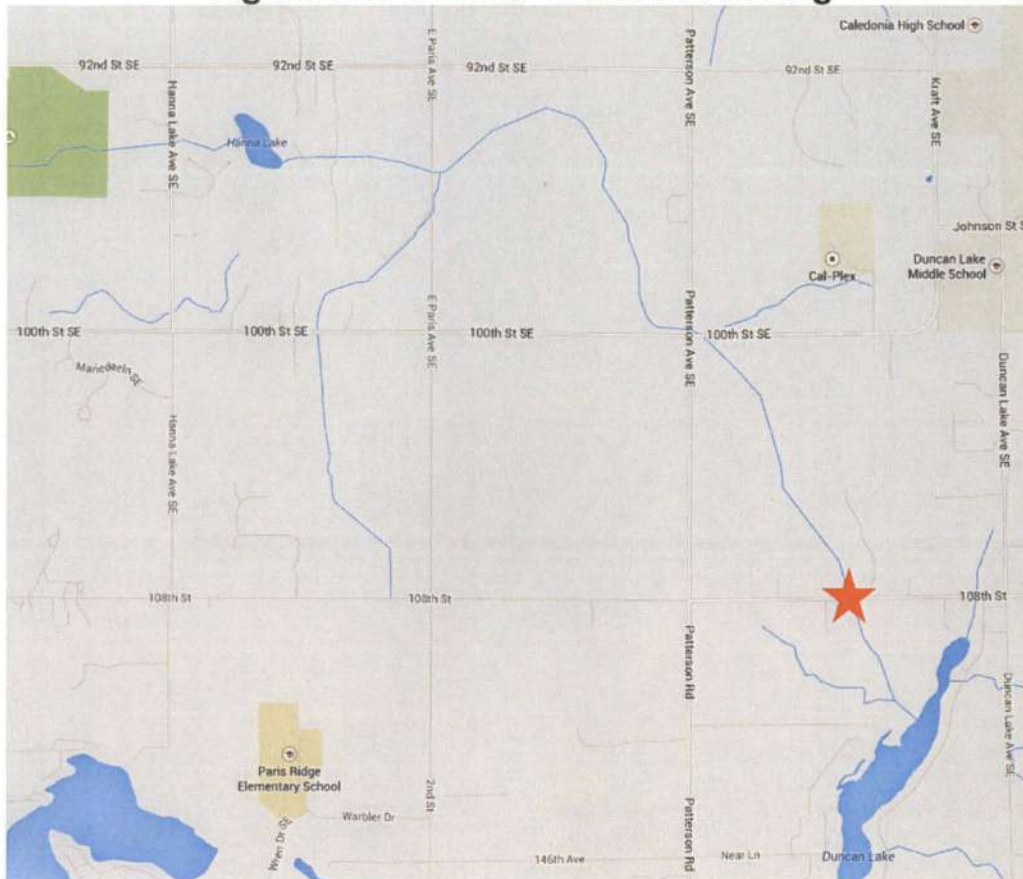 Caledonia High School
92nd St SE
92nd St SE
92nd St SE
92nd St SE
E Paris Ave SE
Patterson Ave SE
Hanna Lake Ave SE
Kraft Ave SE
Hanna Lake
Johnson St S
Duncan Lake
Middle School
Cal-Plex
100th St SE
100th St SE
100th St SE
100th St SE
E Paris Ave SE
Patterson Ave SE
Duncan Lake Ave SE
Hanna Lake Ave SE
108th St
108th St
108th St
Patterson Rd
Duncan Lake Ave SE
Paris Ridge
Elementary School
2nd St
Warbler Dr
Wren Dr SE
Patterson Rd
146th Ave
Near Ln
Duncan Lake